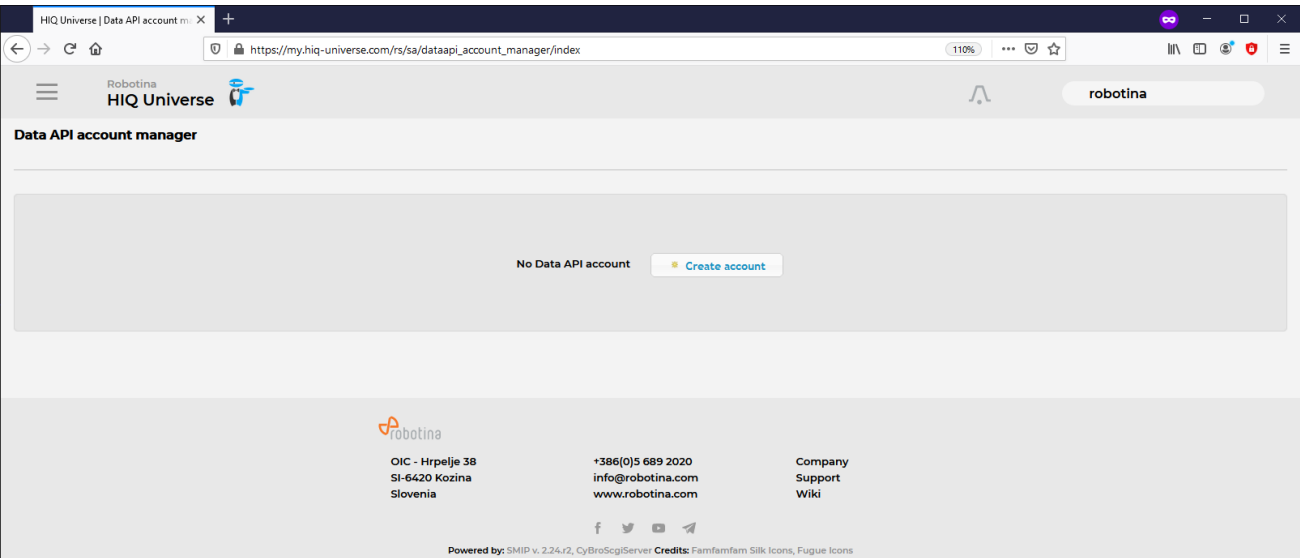 HIQ Universe | Data API account m
https://my.hiq-universe.com/rs/sa/dataapi_account_manager/index
110%
Robotina
HIQ Universe
robotina
Data API account manager
No Data API account
Create account
robotina
OIC - Hrpelje 38
SI-6420 Kozina
Slovenia
+386(0)5 689 2020
info@robotina.com
www.robotina.com
Company
Support
Wiki
Powered by: SMIP v. 2.24.r2, CyBroScgiServer Credits: Famfamfam Silk Icons, Fugue Icons